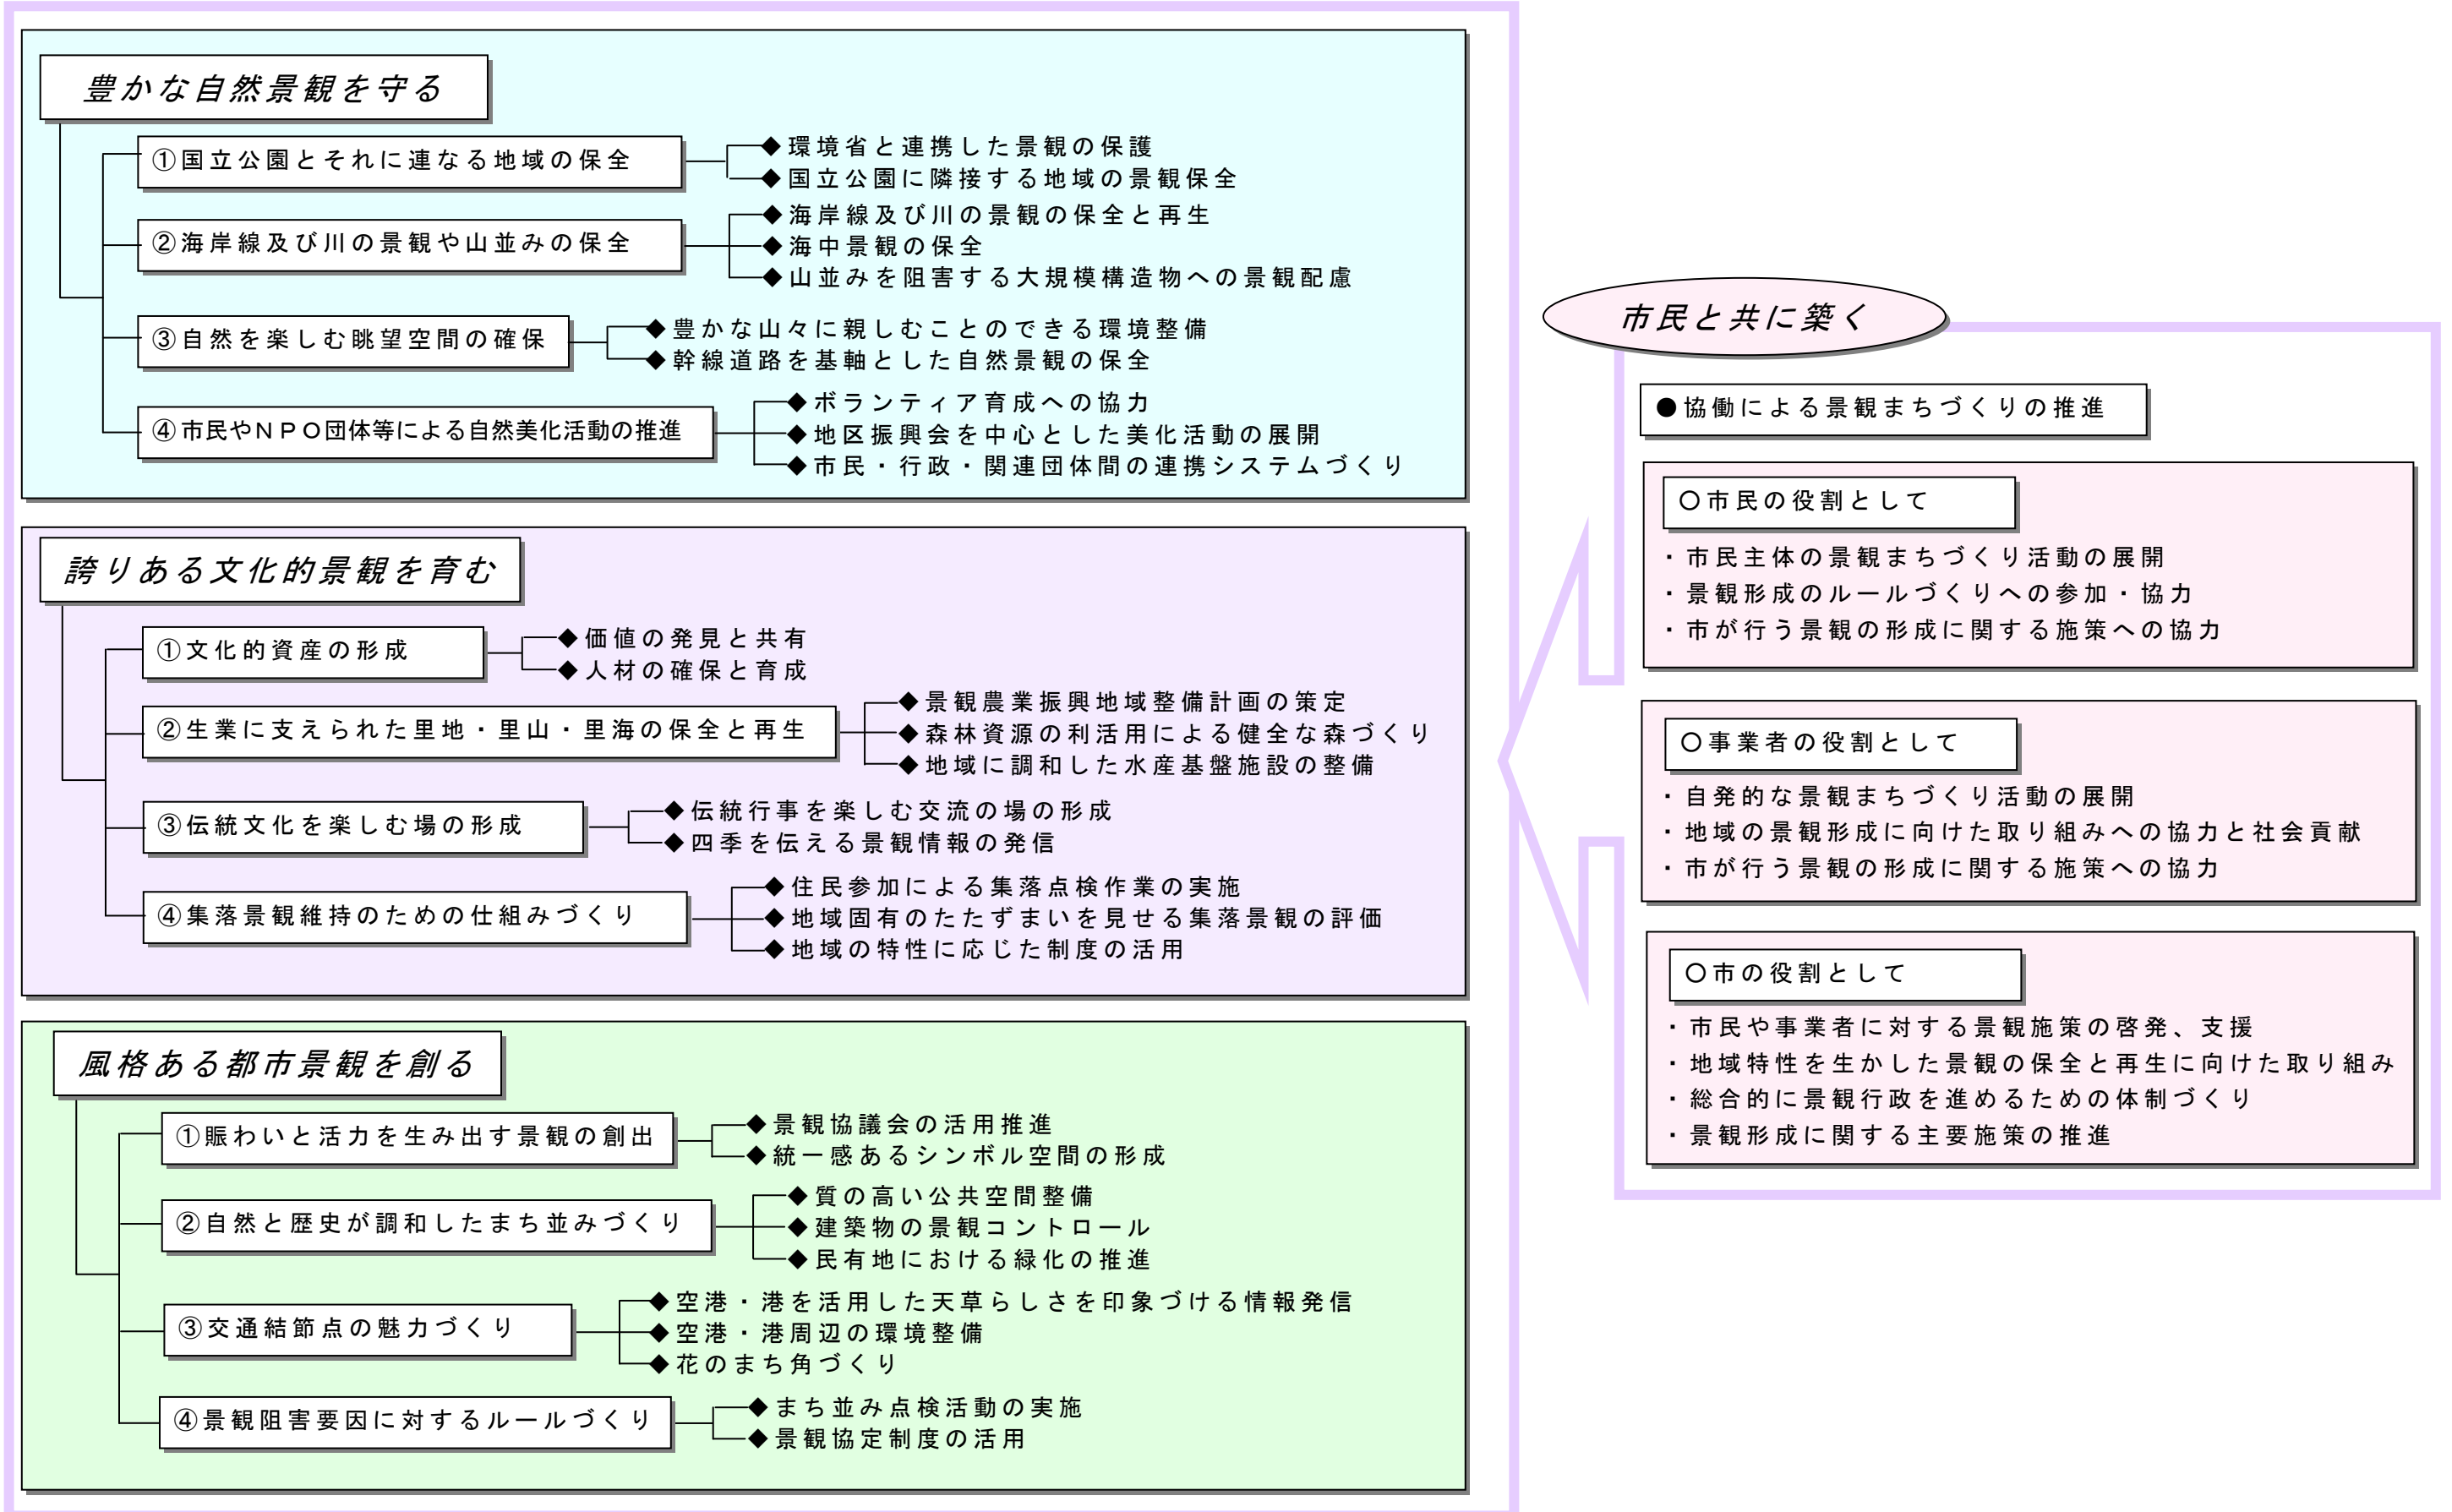 豊かな自然景観を守る
①国立公園とそれに連なる地域の保全
◆環境省と連携した景観の保護
◆国立公園に隣接する地域の景観保全
②海岸線及び川の景観や山並みの保全
◆海岸線及び川の景観の保全と再生
◆海中景観の保全
◆山並みを阻害する大規模構造物への景観配慮
③自然を楽しむ眺望空間の確保
◆豊かな山々に親しむことのできる環境整備
◆幹線道路を基軸とした自然景観の保全
④市民やＮＰＯ団体等による自然美化活動の推進
◆ボランティア育成への協力
◆地区振興会を中心とした美化活動の展開
◆市民・行政・関連団体間の連携システムづくり
誇りある文化的景観を育む
①文化的資産の形成
◆価値の発見と共有
◆人材の確保と育成
②生業に支えられた里地・里山・里海の保全と再生
◆景観農業振興地域整備計画の策定
◆森林資源の利活用による健全な森づくり
◆地域に調和した水産基盤施設の整備
③伝統文化を楽しむ場の形成
◆伝統行事を楽しむ交流の場の形成
◆四季を伝える景観情報の発信
④集落景観維持のための仕組みづくり
◆住民参加による集落点検作業の実施
◆地域固有のたたずまいを見せる集落景観の評価
◆地域の特性に応じた制度の活用
風格ある都市景観を創る
①賑わいと活力を生み出す景観の創出
◆景観協議会の活用推進
◆統一感あるシンボル空間の形成
②自然と歴史が調和したまち並みづくり
◆質の高い公共空間整備
◆建築物の景観コントロール
◆民有地における緑化の推進
③交通結節点の魅力づくり
◆空港・港を活用した天草らしさを印象づける情報発信
◆空港・港周辺の環境整備
◆花のまち角づくり
④景観阻害要因に対するルールづくり
◆まち並み点検活動の実施
◆景観協定制度の活用
市民と共に築く
●協働による景観まちづくりの推進
〇市民の役割として
・市民主体の景観まちづくり活動の展開
・景観形成のルールづくりへの参加・協力
・市が行う景観の形成に関する施策への協力
〇事業者の役割として
・自発的な景観まちづくり活動の展開
・地域の景観形成に向けた取り組みへの協力と社会貢献
・市が行う景観の形成に関する施策への協力
〇市の役割として
・市民や事業者に対する景観施策の啓発、支援
・地域特性を生かした景観の保全と再生に向けた取り組み
・総合的に景観行政を進めるための体制づくり
・景観形成に関する主要施策の推進